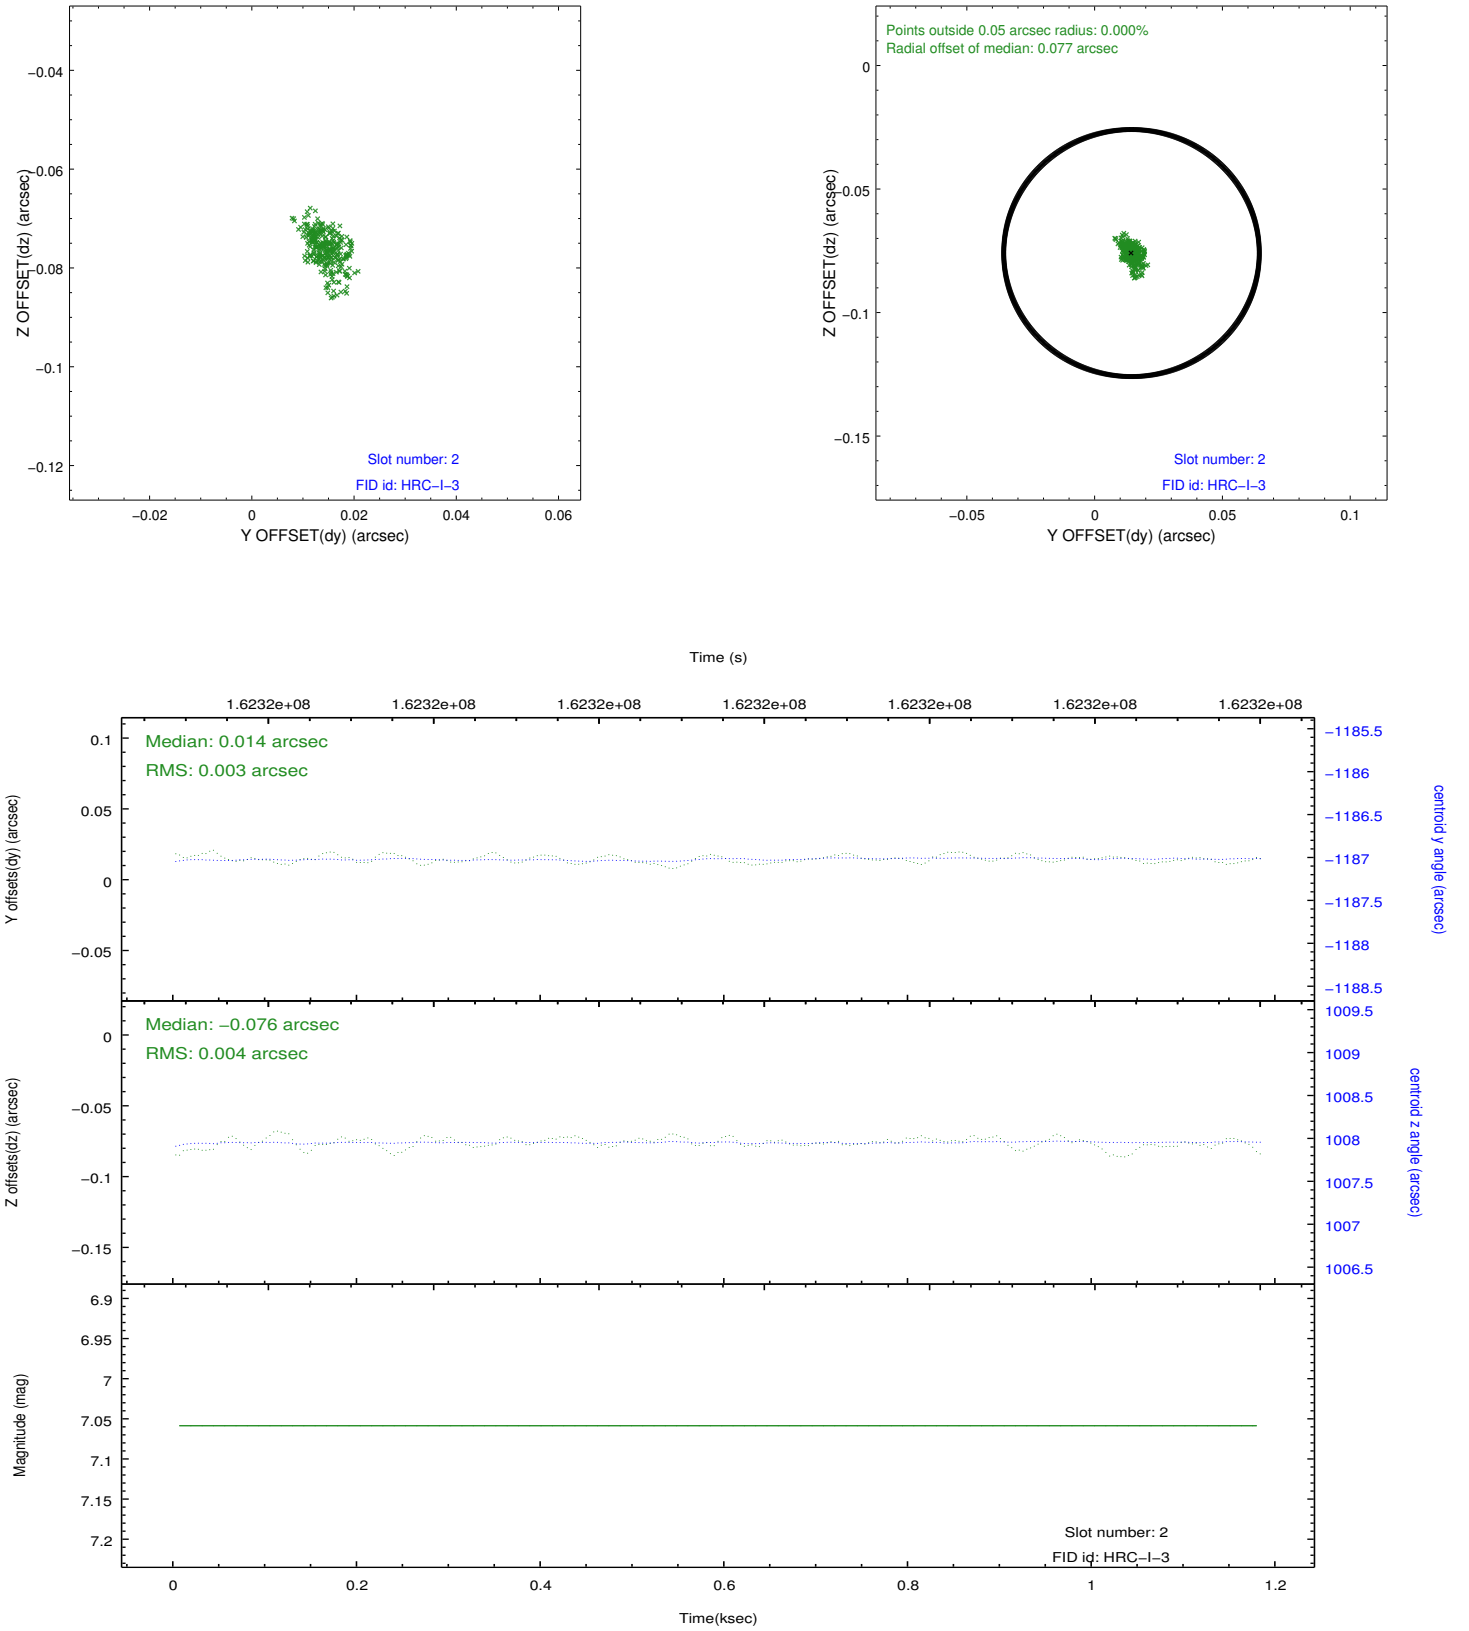 −0.04
−0.06
−0.08
−0.1
−0.12
Z OFFSET(dz) (arcsec)
Slot number: 2
FID id: HRC−I−3
−0.02
0
0.02
0.04
0.06
Y OFFSET(dy) (arcsec)
Points outside 0.05 arcsec radius: 0.000%
Radial offset of median: 0.077 arcsec
0
−0.05
−0.1
−0.15
Z OFFSET(dz) (arcsec)
Slot number: 2
FID id: HRC−I−3
−0.05
0
0.05
0.1
Y OFFSET(dy) (arcsec)
Time (s)
1.6232e+08 1.6232e+08 1.6232e+08 1.6232e+08 1.6232e+08 1.6232e+08 1.6232e+08
Median: 0.014 arcsec
RMS: 0.003 arcsec
0.1
0.05
0
−0.05
Y offsets(dy) (arcsec)
−1185.5
−1186
−1186.5
−1187
−1187.5
−1188
−1188.5
centroid y angle (arcsec)
Median: −0.076 arcsec
RMS: 0.004 arcsec
0
−0.05
−0.1
−0.15
Z offsets(dz) (arcsec)
1009.5
1009
1008.5
1008
1007.5
1007
1006.5
centroid z angle (arcsec)
6.9
6.95
7
7.05
7.1
7.15
7.2
Magnitude (mag)
Slot number: 2
FID id: HRC−I−3
0 0.2 0.4 0.6 0.8 1 1.2
Time(ksec)